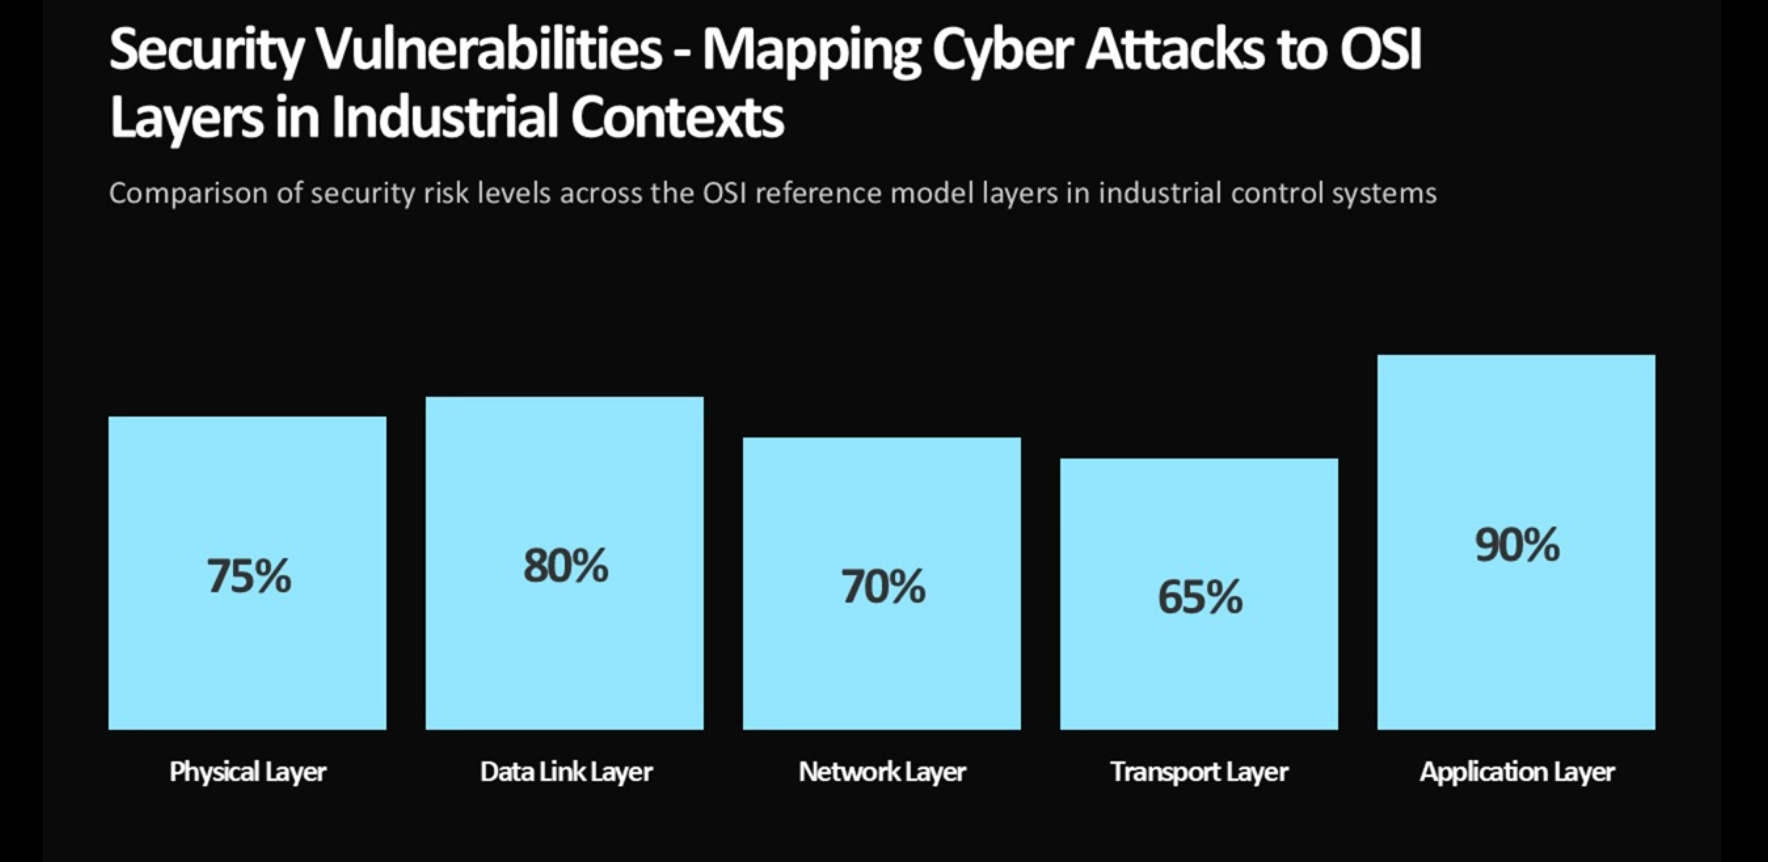 Security Vulnerabilities - Mapping Cyber Attacks to OSI
Layers in Industrial Contexts
Comparison of security risk levels across the OSI reference model layers in industrial control systems
75%
80%
70%
65%
90%
Physical Layer
Data Link Layer
Network Layer
Transport Layer
Application Layer